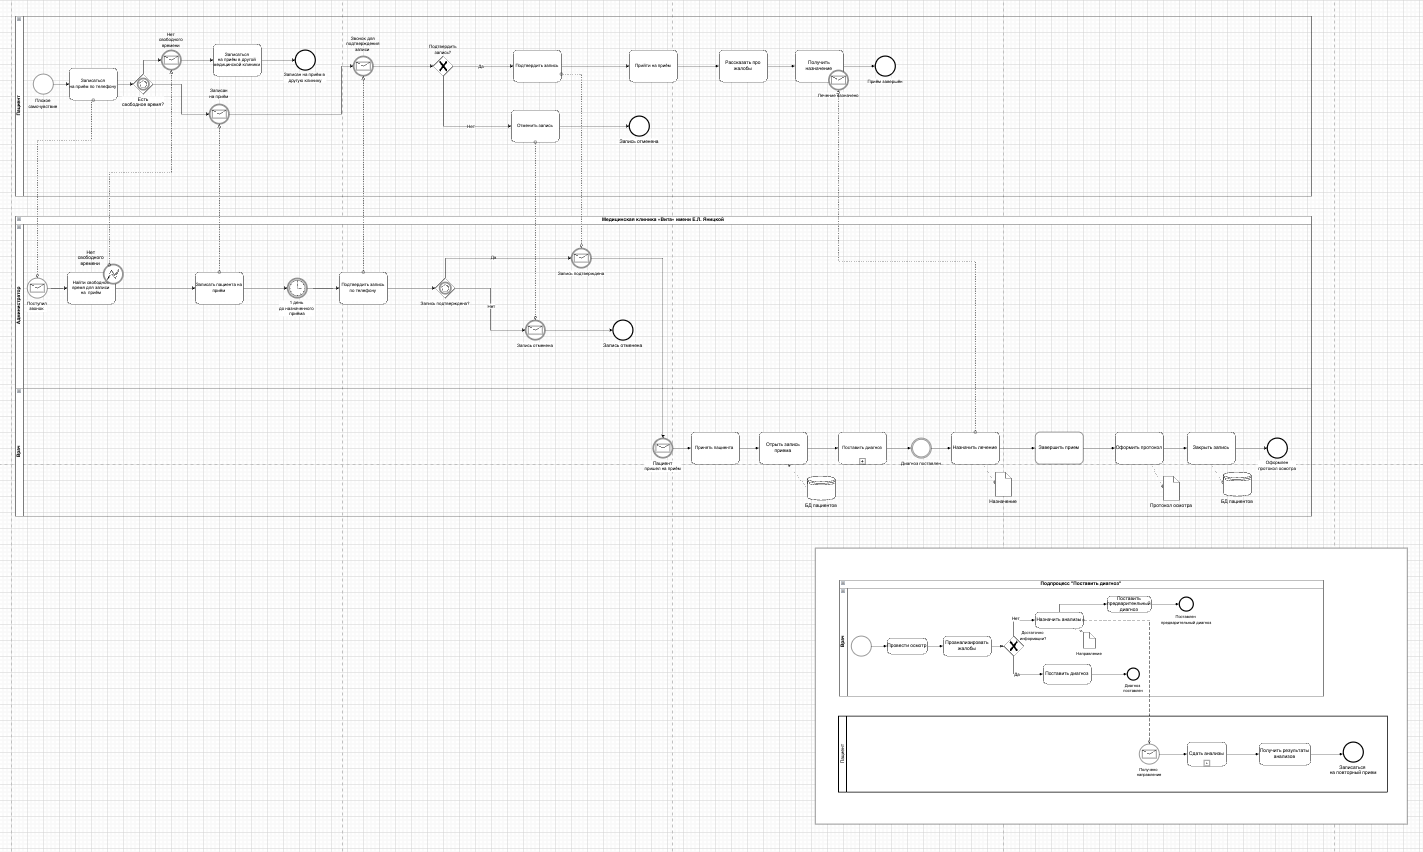 Пациент
Плохое
самочувствие
Записаться
на приём по телефону
Есть
свободное время?
Нет
свободного
времени
Записаться
на приём в другой
медицинской клинике
Записан на приём в
другую клинику
Записан
на приём
Звонок для
подтверждения
записи
Подтвердить
запись?
Да
Нет
Подтвердить запись
Отменить запись
Запись отменена
Прийти на приём
Рассказать про
жалобы
Получить
назначение
Лечение назначено
Прием завершён
Медицинская клиника «Вита» имени Е.Л. Яницкой
Администратор
Поступил
звонок
Найти свободное
время для записи
на приём
Нет
свободного
времени
Записать пациента на
приём
1 день
до назначенного
приёма
Подтвердить запись
по телефону
Запись подтверждена?
Да
Нет
Запись подтверждена
Запись отменена
Запись отменена
Врач
Пациент
пришел на приём
Принять пациента
Отрыть запись
приема
БД пациентов
Поставить диагноз
Диагноз поставлен
Назначить лечение
Назначение
Завершить прием
Оформить протокол
Протокол осмотра
Закрыть запись
БД пациентов
Оформлен
протокол осмотра
Подпроцесс "Поставить диагноз"
Врач
Провести осмотр
Проанализировать
жалобы
Достаточно
информации?
Нет
Да
Назначить анализы
Направление
Поставить
предварительный
диагноз
Поставлен
предварительный диагноз
Поставить диагноз
Диагноз
поставлен
Пациент
Получено
направление
Сдать анализы
Получить результаты
анализов
Записаться
на повторный прием